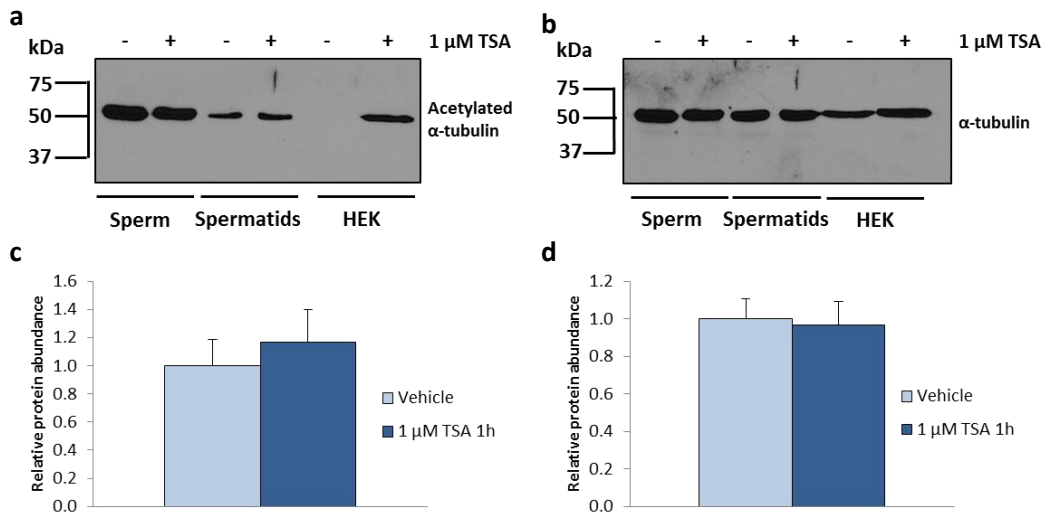 a
kDa - + - + - + 1 µM TSA
75
50
37
Acetylated
α-tubulin
Sperm Spermatids HEK
b
kDa - + - + - + 1 µM TSA
75
50
37
α-tubulin
Sperm Spermatids HEK
c
Relative protein abundance
1.6
1.4
1.2
1.0
0.8
0.6
0.4
0.2
0.0
Vehicle
1 µM TSA 1h
d
Relative protein abundance
1.2
1.0
0.8
0.6
0.4
0.2
0.0
Vehicle
1 µM TSA 1h